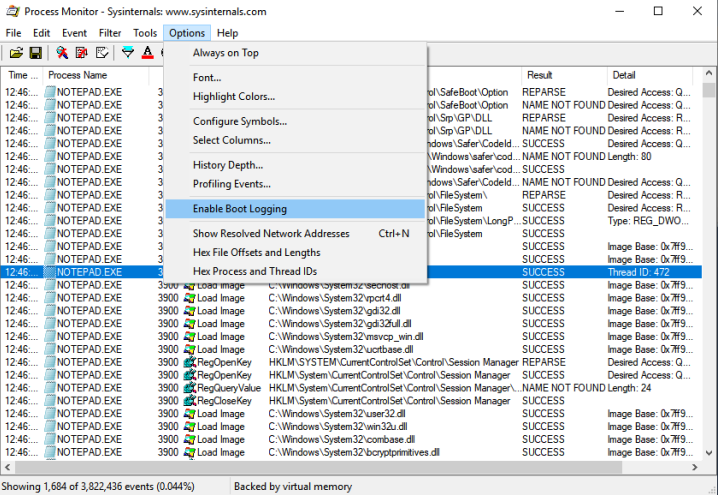 Process Monitor - Sysinternals: www.sysinternals.com
File Edit Event Filter Tools Options Help
Always on Top
Font...
Highlight Colors...
Configure Symbols...
Select Columns...
History Depth...
Profiling Events...
Enable Boot Logging
Show Resolved Network Addresses Ctrl+N
Hex File Offsets and Lengths
Hex Process and Thread IDs
Time ... Process Name Result Detail
12:46:... NOTEPAD.EXE 3 rol\SafeBoot\Option REPARSE Desired Access: Q...
12:46:... NOTEPAD.EXE 3 rol\SafeBoot\Option NAME NOT FOUND Desired Access: Q...
12:46:... NOTEPAD.EXE 3 rol\Srp\GP\DLL REPARSE Desired Access: R...
12:46:... NOTEPAD.EXE 3 rol\Srp\GP\DLL NAME NOT FOUND Desired Access: R...
12:46:... NOTEPAD.EXE 3 Windows\Safer\CodeId... SUCCESS Desired Access: Q...
12:46:... NOTEPAD.EXE 3 \Windows\safer\cod... NAME NOT FOUND Length: 80
12:46:... NOTEPAD.EXE 3 \Windows\safer\cod... SUCCESS
12:46:... NOTEPAD.EXE 3 Windows\Safer\CodeId... NAME NOT FOUND Desired Access: Q...
12:46:... NOTEPAD.EXE 3 rol\FileSystem\ REPARSE Desired Access: R...
12:46:... NOTEPAD.EXE 3 rol\FileSystem SUCCESS Desired Access: R...
12:46:... NOTEPAD.EXE 3 rol\FileSystem\LongP... SUCCESS Type: REG_DWO...
12:46:... NOTEPAD.EXE 3 rol\FileSystem SUCCESS
12:46:... NOTEPAD.EXE 3 SUCCESS Image Base: 0x7ff9...
12:46:... NOTEPAD.EXE 3 SUCCESS Image Base: 0x7ff9...
12:46:... NOTEPAD.EXE 3 SUCCESS Thread ID: 472
12:46:... NOTEPAD.EXE 3900 Load Image C:\Windows\System32\sechost.dll SUCCESS Image Base: 0x7ff9...
12:46:... NOTEPAD.EXE 3900 Load Image C:\Windows\System32\rpcrt4.dll SUCCESS Image Base: 0x7ff9...
12:46:... NOTEPAD.EXE 3900 Load Image C:\Windows\System32\gdi32.dll SUCCESS Image Base: 0x7ff9...
12:46:... NOTEPAD.EXE 3900 Load Image C:\Windows\System32\gdi32full.dll SUCCESS Image Base: 0x7ff9...
12:46:... NOTEPAD.EXE 3900 Load Image C:\Windows\System32\msvcp_win.dll SUCCESS Image Base: 0x7ff9...
12:46:... NOTEPAD.EXE 3900 Load Image C:\Windows\System32\ucrtbase.dll SUCCESS Image Base: 0x7ff9...
12:46:... NOTEPAD.EXE 3900 RegOpenKey HKLM\SYSTEM\CurrentControlSet\Control\Session Manager REPARSE Desired Access: Q...
12:46:... NOTEPAD.EXE 3900 RegOpenKey HKLM\System\CurrentControlSet\Control\Session Manager SUCCESS Desired Access: Q...
12:46:... NOTEPAD.EXE 3900 RegQueryValue HKLM\System\CurrentControlSet\Control\Session Manager\... NAME NOT FOUND Length: 24
12:46:... NOTEPAD.EXE 3900 RegCloseKey HKLM\System\CurrentControlSet\Control\Session Manager SUCCESS
12:46:... NOTEPAD.EXE 3900 Load Image C:\Windows\System32\user32.dll SUCCESS Image Base: 0x7ff9...
12:46:... NOTEPAD.EXE 3900 Load Image C:\Windows\System32\win32u.dll SUCCESS Image Base: 0x7ff9...
12:46:... NOTEPAD.EXE 3900 Load Image C:\Windows\System32\combase.dll SUCCESS Image Base: 0x7ff9...
12:46:... NOTEPAD.EXE 3900 Load Image C:\Windows\System32\bcryptprimitives.dll SUCCESS Image Base: 0x7ff9...
Showing 1,684 of 3,822,436 events (0.044%) Backed by virtual memory